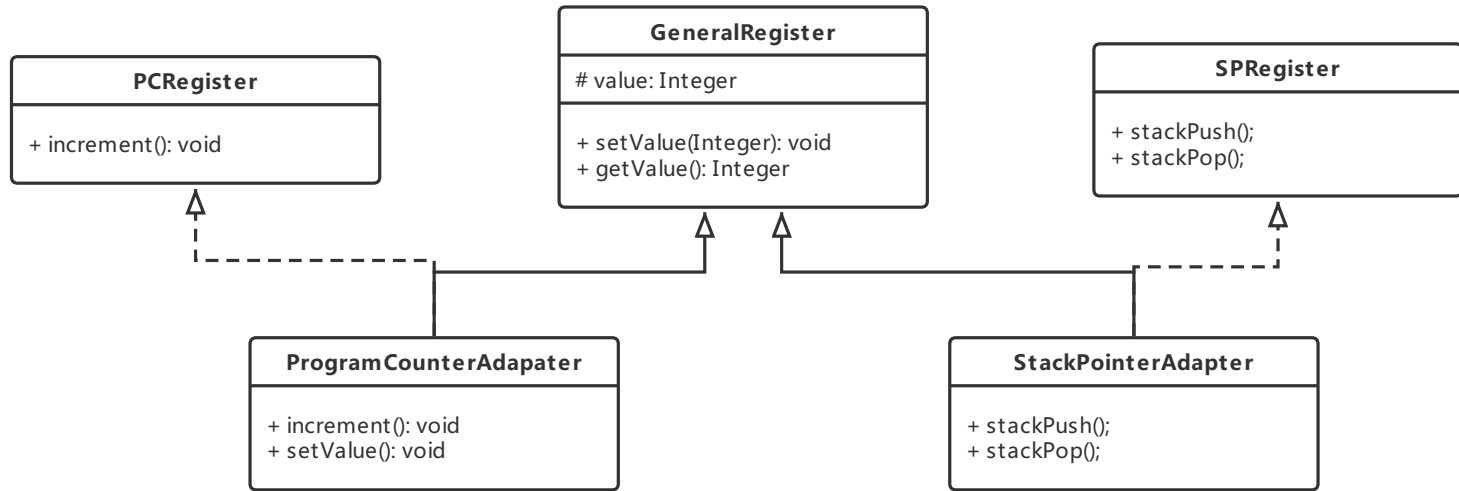 GeneralRegister
# value: Integer
+ setValue(Integer): void
+ getValue(): Integer
PCRegister
+ increment(): void
SPRegister
+ stackPush();
+ stackPop();
ProgramCounterAdapater
+ increment(): void
+ setValue(): void
StackPointerAdapter
+ stackPush();
+ stackPop();